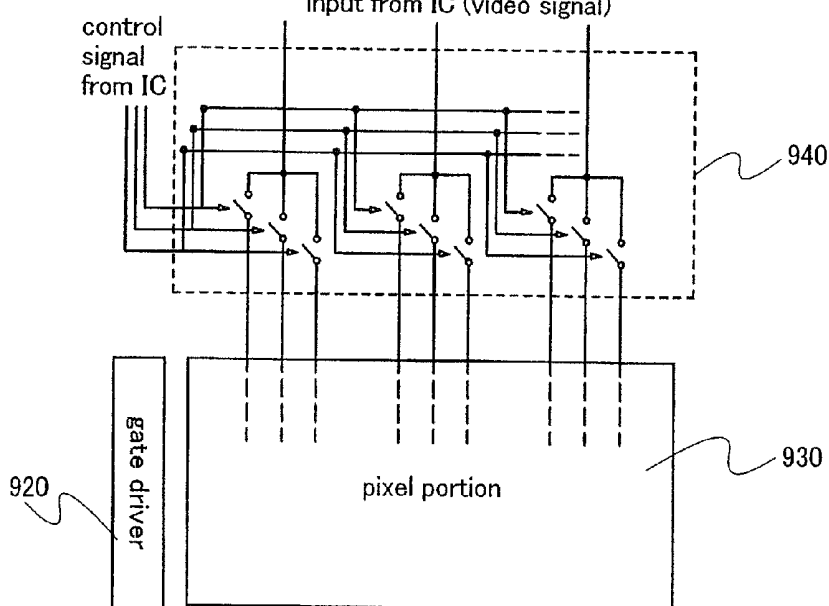 input from IC (video signal)
control
signal
from IC
940
gate driver
920
pixel portion
930